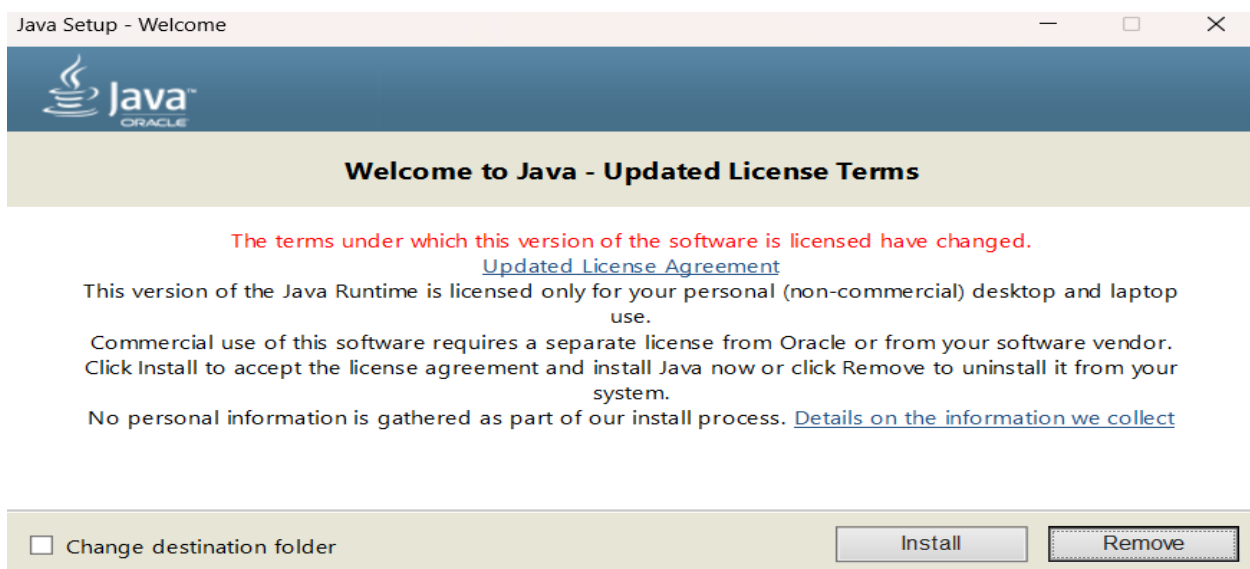 Java Setup - Welcome
Java™
ORACLE
Welcome to Java - Updated License Terms
The terms under which this version of the software is licensed have changed.
Updated License Agreement
This version of the Java Runtime is licensed only for your personal (non-commercial) desktop and laptop
use.
Commercial use of this software requires a separate license from Oracle or from your software vendor.
Click Install to accept the license agreement and install Java now or click Remove to uninstall it from your
system.
No personal information is gathered as part of our install process. Details on the information we collect
Change destination folder
Install
Remove